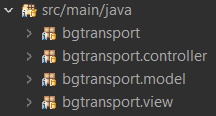 src/main/java
bgtransport
bgtransport.controller
bgtransport.model
bgtransport.view